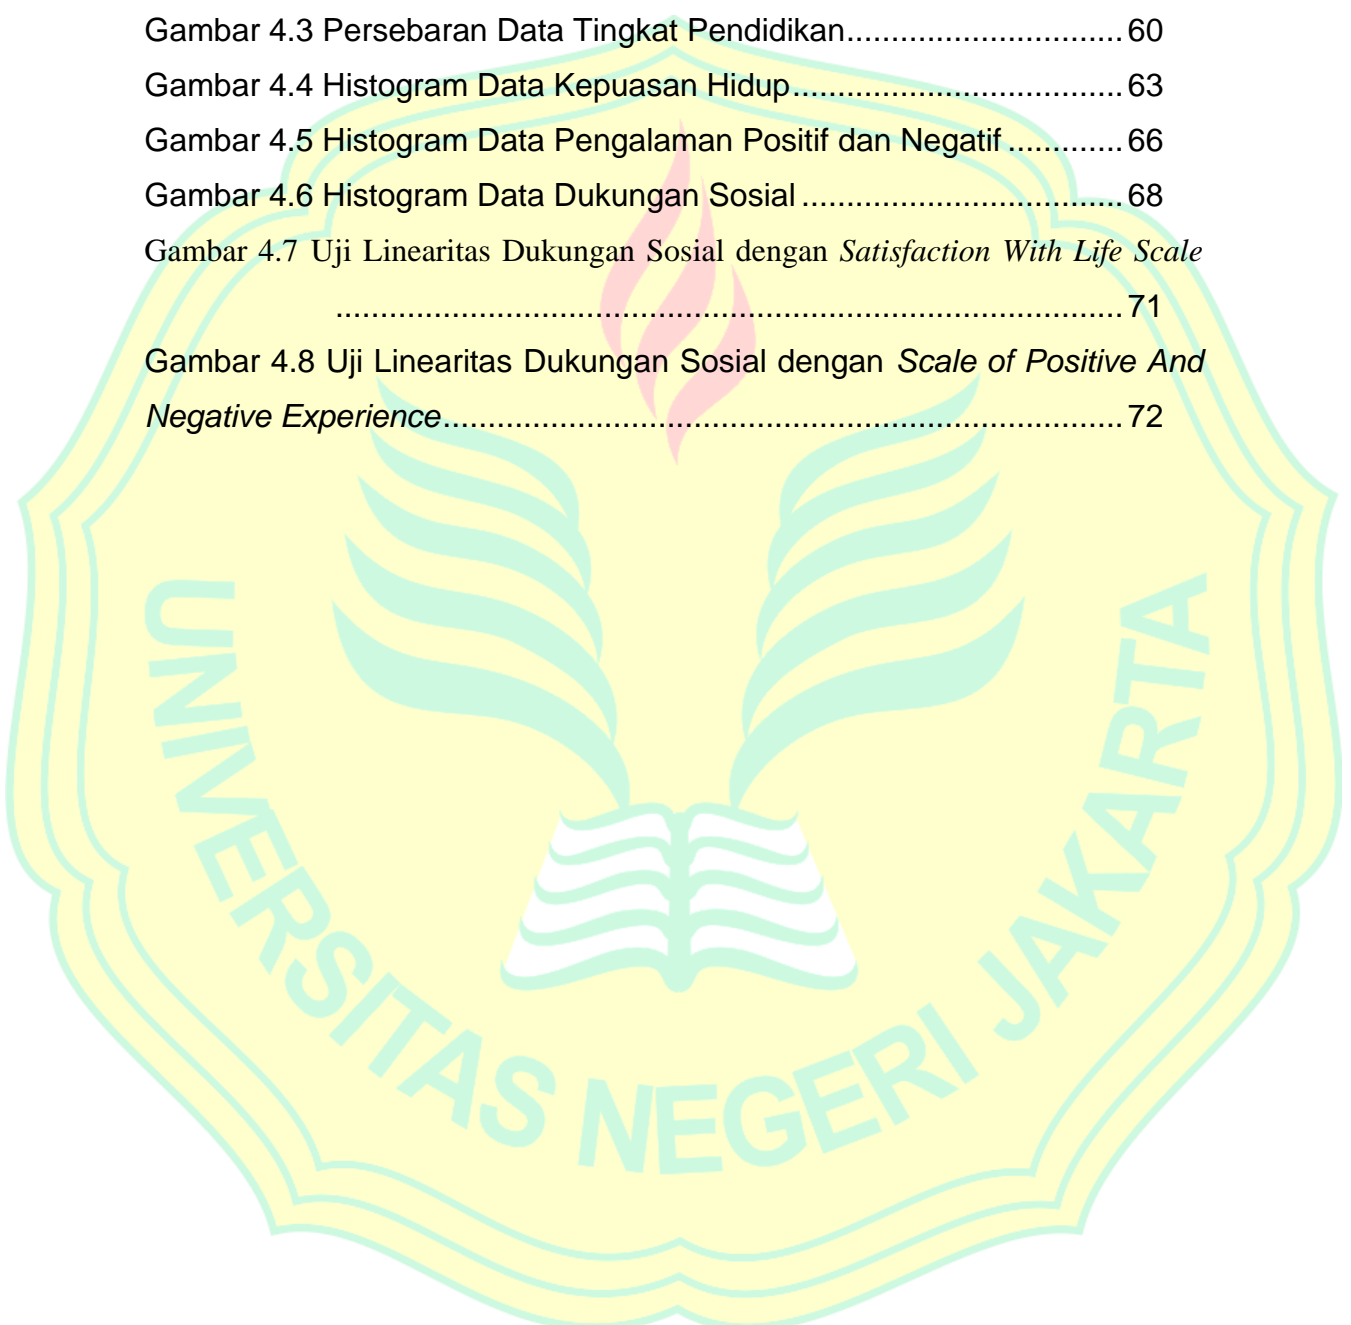 Gambar 4.3 Persebaran Data Tingkat Pendidikan...............................60
Gambar 4.4 Histogram Data Kepuasan Hidup.....................................63
Gambar 4.5 Histogram Data Pengalaman Positif dan Negatif.............66
Gambar 4.6 Histogram Data Dukungan Sosial....................................68
Gambar 4.7 Uji Linearitas Dukungan Sosial dengan Satisfaction With Life Scale
........................................................................................71
Gambar 4.8 Uji Linearitas Dukungan Sosial dengan Scale of Positive And
Negative Experience............................................................................72
UNIVERSITAS NEGERI JAKARTA